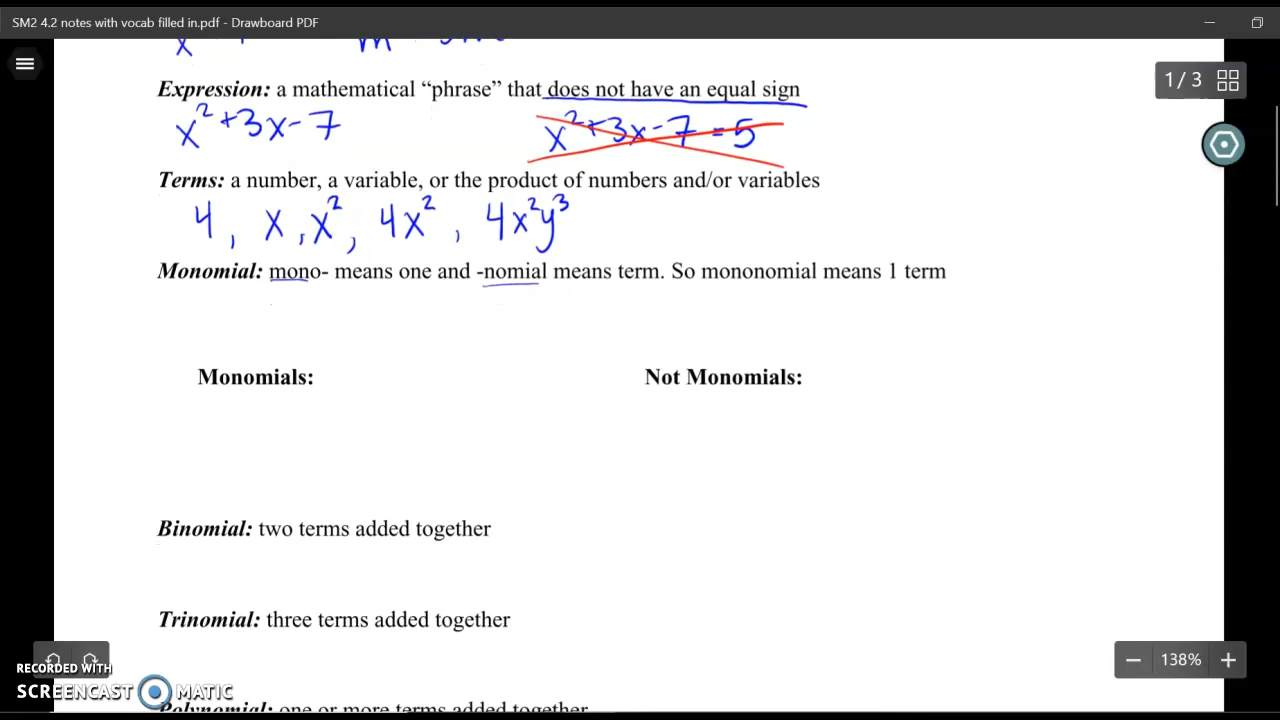 SM2 4.2 notes with vocab filled in.pdf - Drawboard PDF
1 / 3
Expression: a mathematical “phrase” that does not have an equal sign
x²+3x-7 x²+3x-7=5
Terms: a number, a variable, or the product of numbers and/or variables
4, x, x², 4x², 4x²y³
Monomial: mono- means one and -nomial means term. So mononomial means 1 term
Monomials: Not Monomials:
Binomial: two terms added together
Trinomial: three terms added together
Polynomial: one or more terms added together
138%
RECORDED WITH
SCREENCAST MATIC